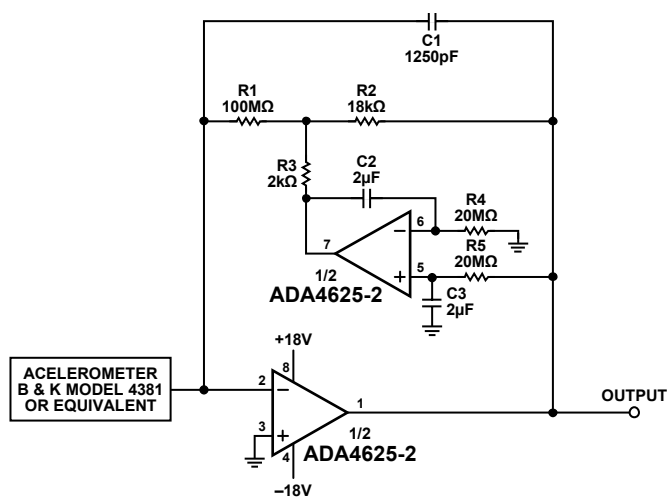 C1
1250pF
R1
100MΩ
R2
18kΩ
R3
2kΩ
C2
2μF
R4
20MΩ
R5
20MΩ
6
7
5
1/2
ADA4625-2
C3
2μF
+18V
ACELEROMETER
B & K MODEL 4381
OR EQUIVALENT
8
2
3
1
4
1/2
ADA4625-2
–18V
OUTPUT